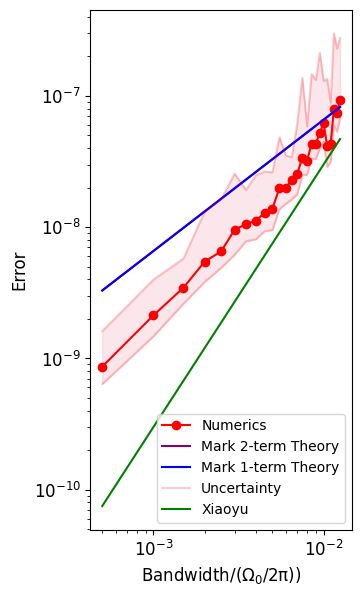 10⁻⁷
10⁻⁸
10⁻⁹
10⁻¹⁰
Error
Numerics
Mark 2-term Theory
Mark 1-term Theory
Uncertainty
Xiaoyu
10⁻³
10⁻²
Bandwidth/(Ω₀/2π))